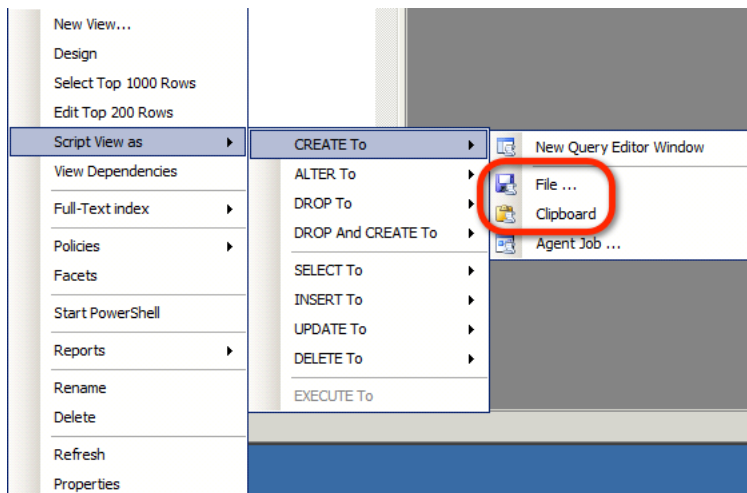 New View...
Design
Select Top 1000 Rows
Edit Top 200 Rows
Script View as
View Dependencies
Full-Text index
Policies
Facets
Start PowerShell
Reports
Rename
Delete
Refresh
Properties
CREATE To
ALTER To
DROP To
DROP And CREATE To
SELECT To
INSERT To
UPDATE To
DELETE To
EXECUTE To
New Query Editor Window
File ...
Clipboard
Agent Job ...